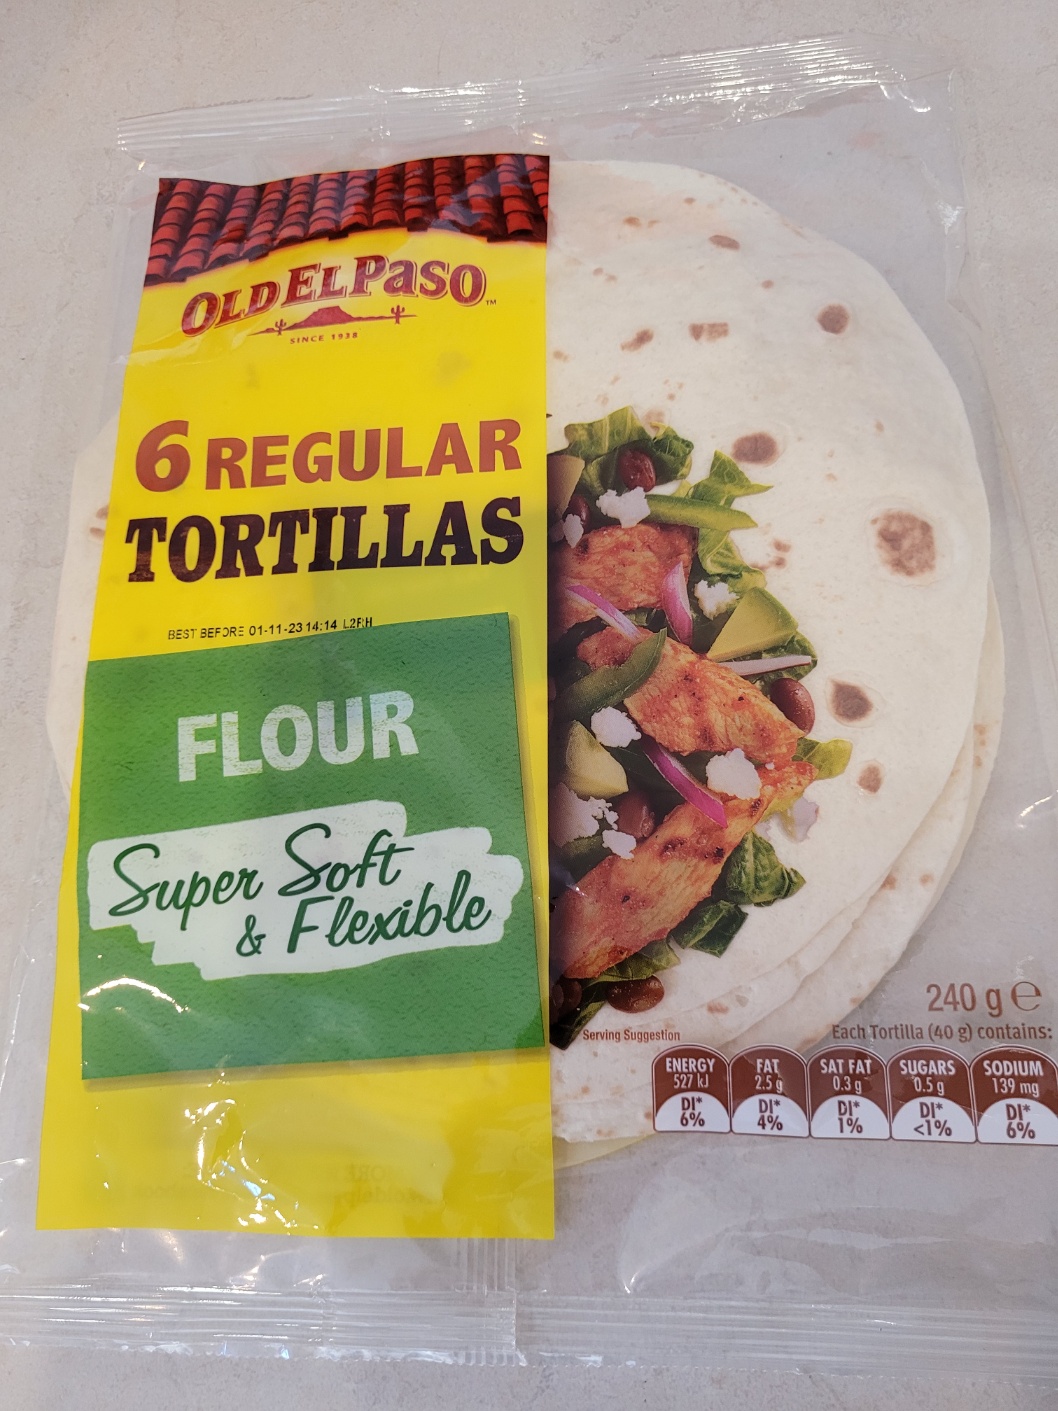 OLD EL PASO™
SINCE 1938
6 REGULAR
TORTILLAS
BEST BEFORE 01-11-23 14:14 L2RH
FLOUR
Super Soft
& Flexible
240 g ℮
Serving Suggestion
Each Tortilla (40 g) contains:
ENERGY FAT SAT FAT SUGARS SODIUM
527 kJ 2.5 g 0.3 g 0.5 g 139 mg
DI* DI* DI* DI* DI*
6% 4% 1% <1% 6%